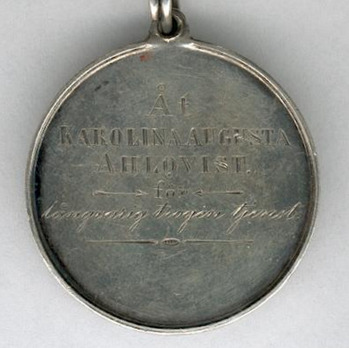 Åt
KAROLINA AUGUSTA
AHLQVIST.
för
långvarig trogen tjenst